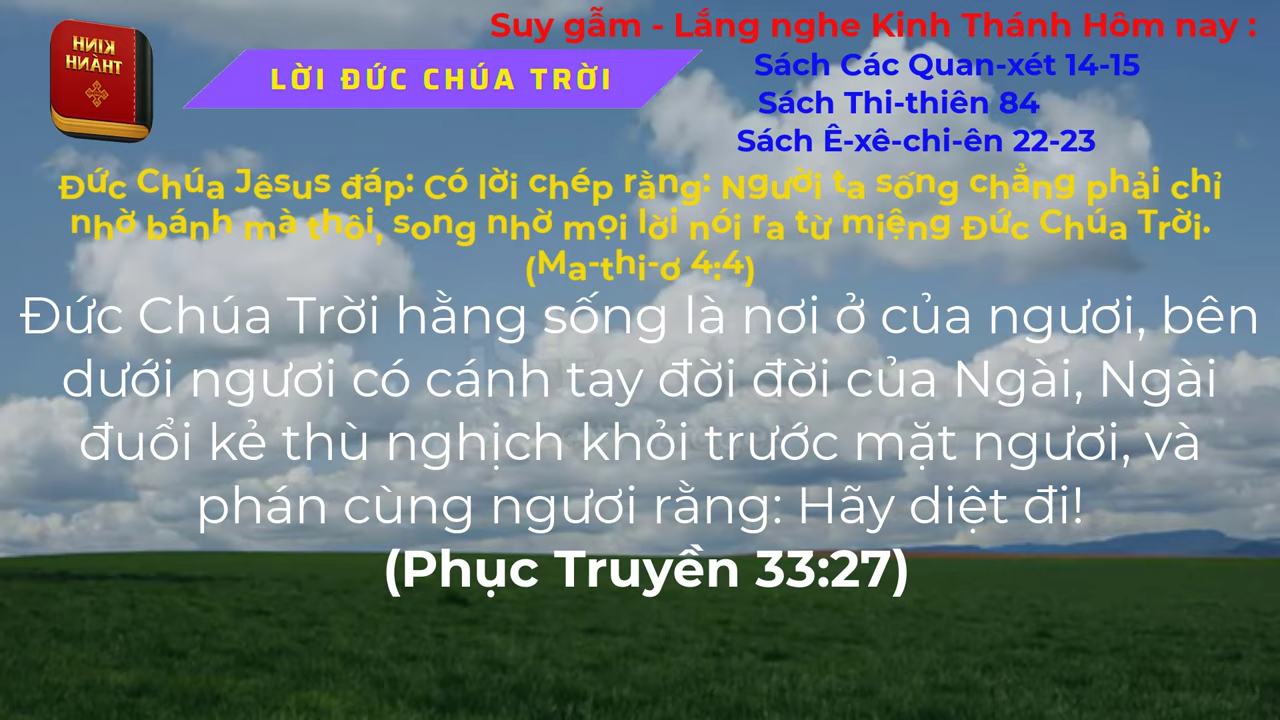 KINH
THÁNH
LỜI ĐỨC CHÚA TRỜI
Suy gẫm - Lắng nghe Kinh Thánh Hôm nay :
Sách Các Quan-xét 14-15
Sách Thi-thiên 84
Sách Ê-xê-chi-ên 22-23
Đức Chúa Jêsus đáp: Có lời chép rằng: Người ta sống chẳng phải chỉ
nhờ bánh mà thôi, song nhờ mọi lời nói ra từ miệng Đức Chúa Trời.
(Ma-thi-ơ 4:4)
Đức Chúa Trời hằng sống là nơi ở của ngươi, bên
dưới ngươi có cánh tay đời đời của Ngài, Ngài
đuổi kẻ thù nghịch khỏi trước mặt ngươi, và
phán cùng ngươi rằng: Hãy diệt đi!
(Phục Truyền 33:27)